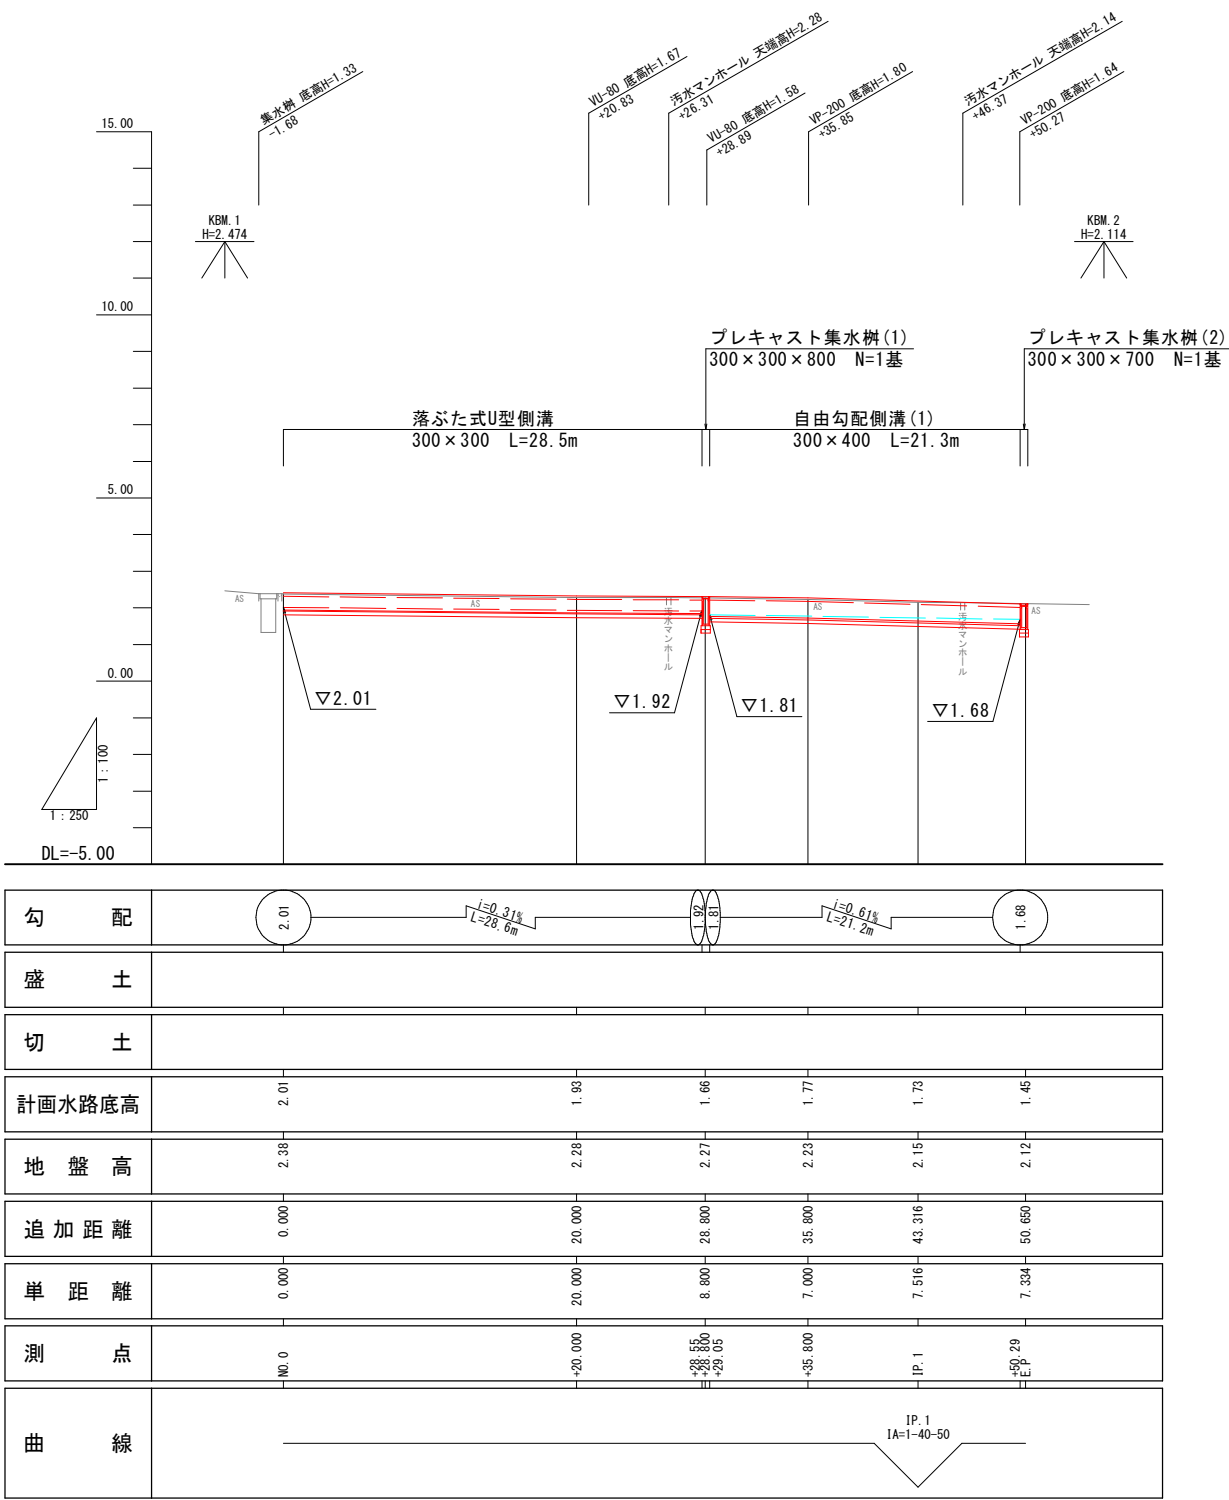 集水桝 底高H=1.33
-1.68
VU-80 底高H=1.67
+20.83
汚水マンホール 天端高H=2.28
+26.31
VU-80 底高H=1.58
+28.89
VP-200 底高H=1.80
+35.85
汚水マンホール 天端高H=2.14
+46.37
VP-200 底高H=1.64
+50.27
15.00
KBM.1
H=2.474
KBM.2
H=2.114
10.00
プレキャスト集水桝(1)
300×300×800 N=1基
プレキャスト集水桝(2)
300×300×700 N=1基
落ぶた式U型側溝
300×300 L=28.5m
自由勾配側溝(1)
300×400 L=21.3m
5.00
AS
AS
AS
AS
汚水マンホール
汚水マンホール
0.00
▽2.01
▽1.92
▽1.81
▽1.68
1:100
1:250
DL=-5.00
勾配
2.01
i=0.31%
L=28.6m
1.92
1.81
i=0.61%
L=21.2m
1.68
盛土
切土
計画水路底高
2.01
1.93
1.66
1.77
1.73
1.45
地盤高
2.38
2.28
2.27
2.23
2.15
2.12
追加距離
0.000
20.000
28.800
35.800
43.316
50.650
単距離
0.000
20.000
8.800
7.000
7.516
7.334
測点
NO.0
+20.000
+28.55
+28.800
+29.05
+35.800
IP.1
+50.29
E.P
曲線
IP.1
IA=1-40-50